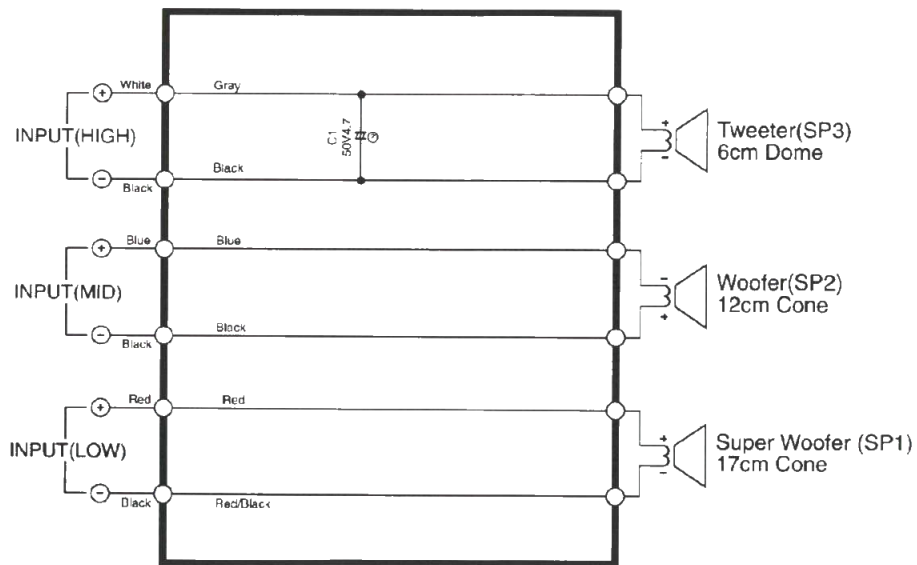 White
Gray
INPUT(HIGH)
C1
50V4.7
Tweeter(SP3)
6cm Dome
+
−
+
−
Black
Black
Blue
Blue
INPUT(MID)
Woofer(SP2)
12cm Cone
+
−
−
+
Black
Black
Red
Red
INPUT(LOW)
Super Woofer (SP1)
17cm Cone
+
−
+
−
Black
Red/Black